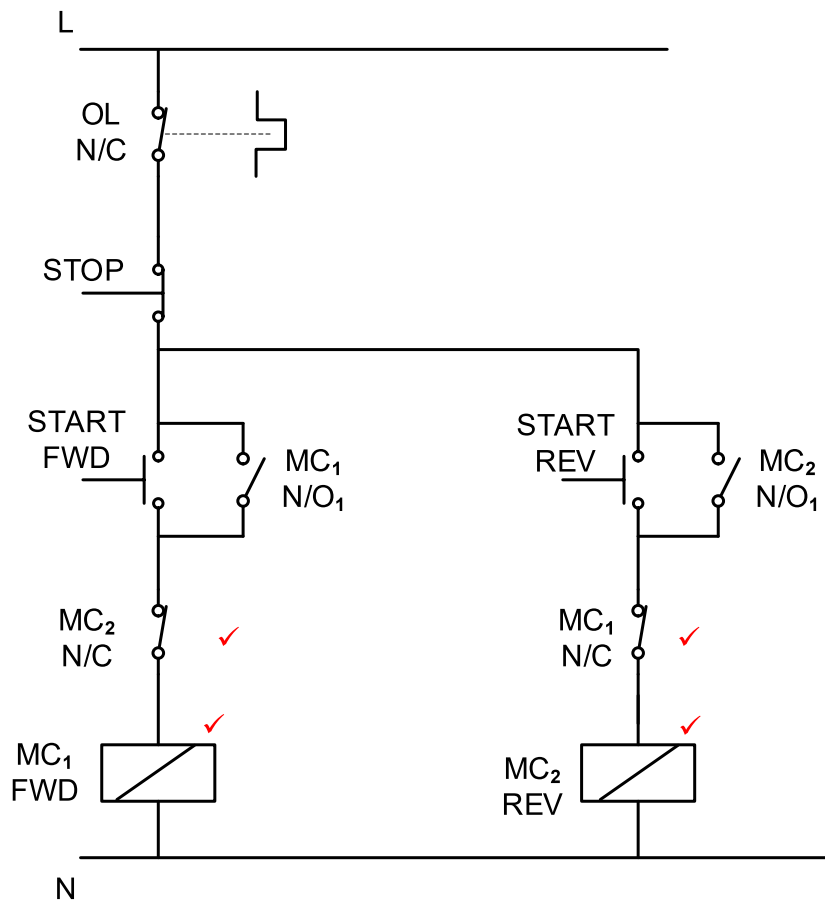 L
OL
N/C
STOP
START
FWD
MC₁
N/O₁
START
REV
MC₂
N/O₁
MC₂
N/C
MC₁
N/C
MC₁
FWD
MC₂
REV
N